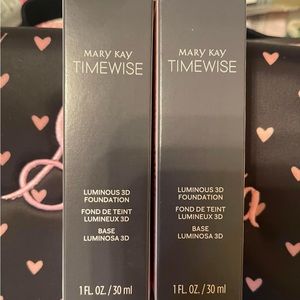 MARY KAY
TIMEWISE
LUMINOUS 3D
FOUNDATION
FOND DE TEINT
LUMINEUX 3D
BASE
LUMINOSA 3D
1 FL. OZ. / 30 ml
MARY KAY
TIMEWISE
LUMINOUS 3D
FOUNDATION
FOND DE TEINT
LUMINEUX 3D
BASE
LUMINOSA 3D
1 FL. OZ. / 30 ml